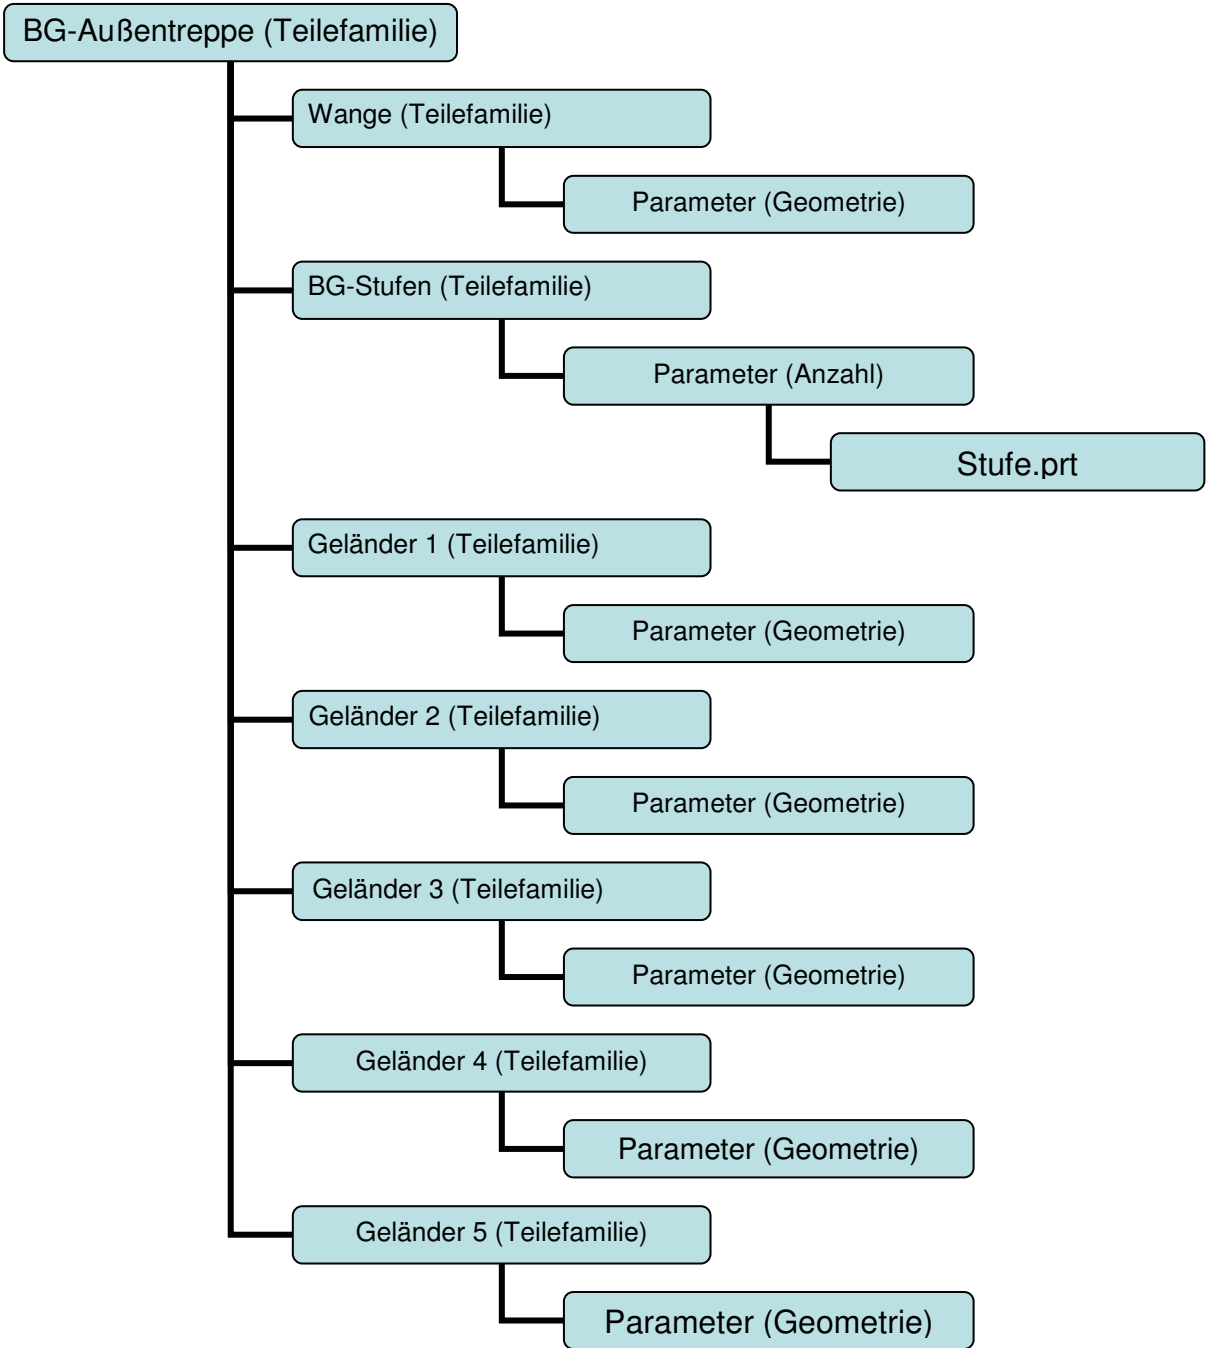 BG-Außentreppe (Teilefamilie)
Wange (Teilefamilie)
Parameter (Geometrie)
BG-Stufen (Teilefamilie)
Parameter (Anzahl)
Stufe.prt
Geländer 1 (Teilefamilie)
Parameter (Geometrie)
Geländer 2 (Teilefamilie)
Parameter (Geometrie)
Geländer 3 (Teilefamilie)
Parameter (Geometrie)
Geländer 4 (Teilefamilie)
Parameter (Geometrie)
Geländer 5 (Teilefamilie)
Parameter (Geometrie)